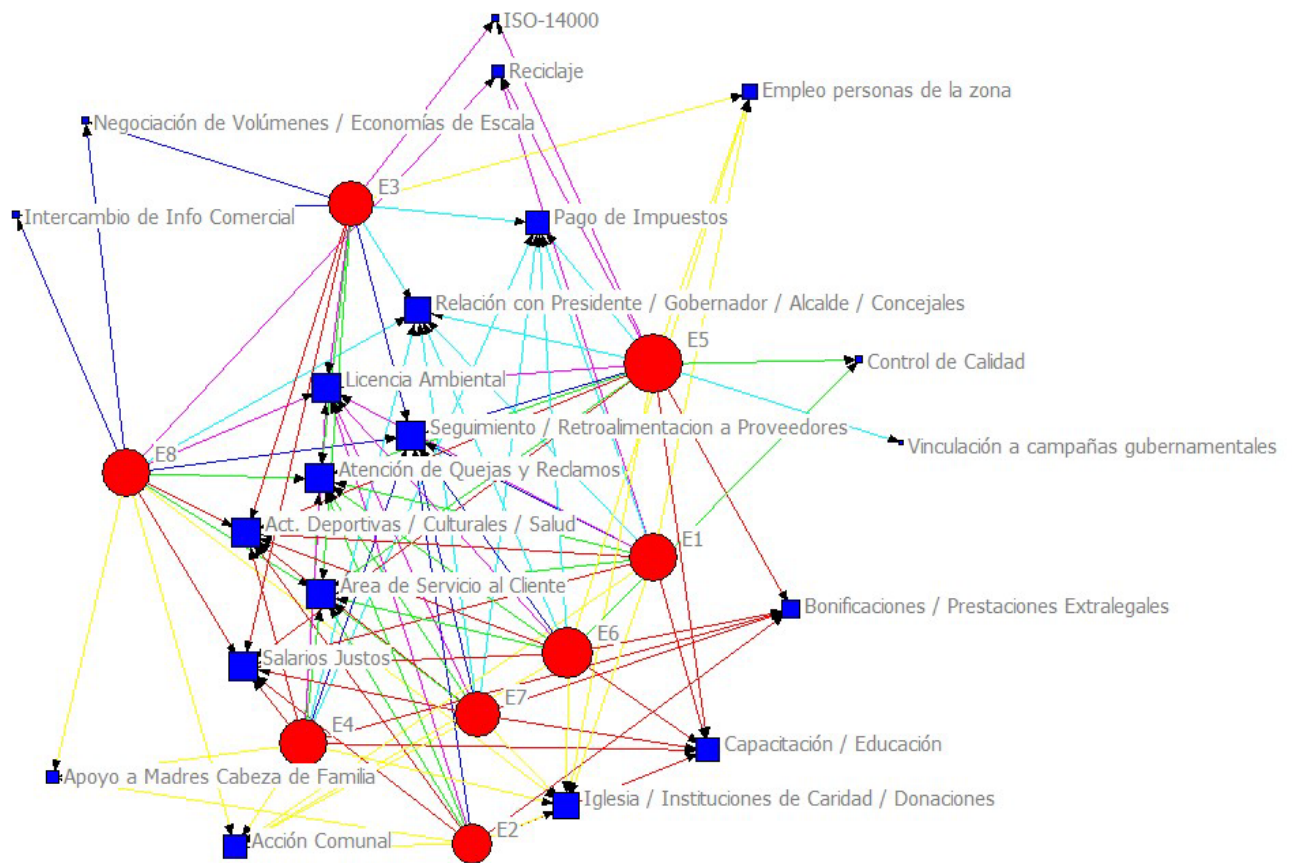 ISO-14000
Reciclaje
Empleo personas de la zona
Negociación de Volúmenes / Economías de Escala
E3
Intercambio de Info Comercial
Pago de Impuestos
Relación con Presidente / Gobernador / Alcalde / Concejales
E5
Control de Calidad
Licencia Ambiental
Seguimiento / Retroalimentacion a Proveedores
Vinculación a campañas gubernamentales
E8
Atención de Quejas y Reclamos
Act. Deportivas / Culturales / Salud
E1
Área de Servicio al Cliente
Bonificaciones / Prestaciones Extralegales
E6
Salarios Justos
E7
E4
Capacitación / Educación
Apoyo a Madres Cabeza de Familia
Iglesia / Instituciones de Caridad / Donaciones
E2
Acción Comunal